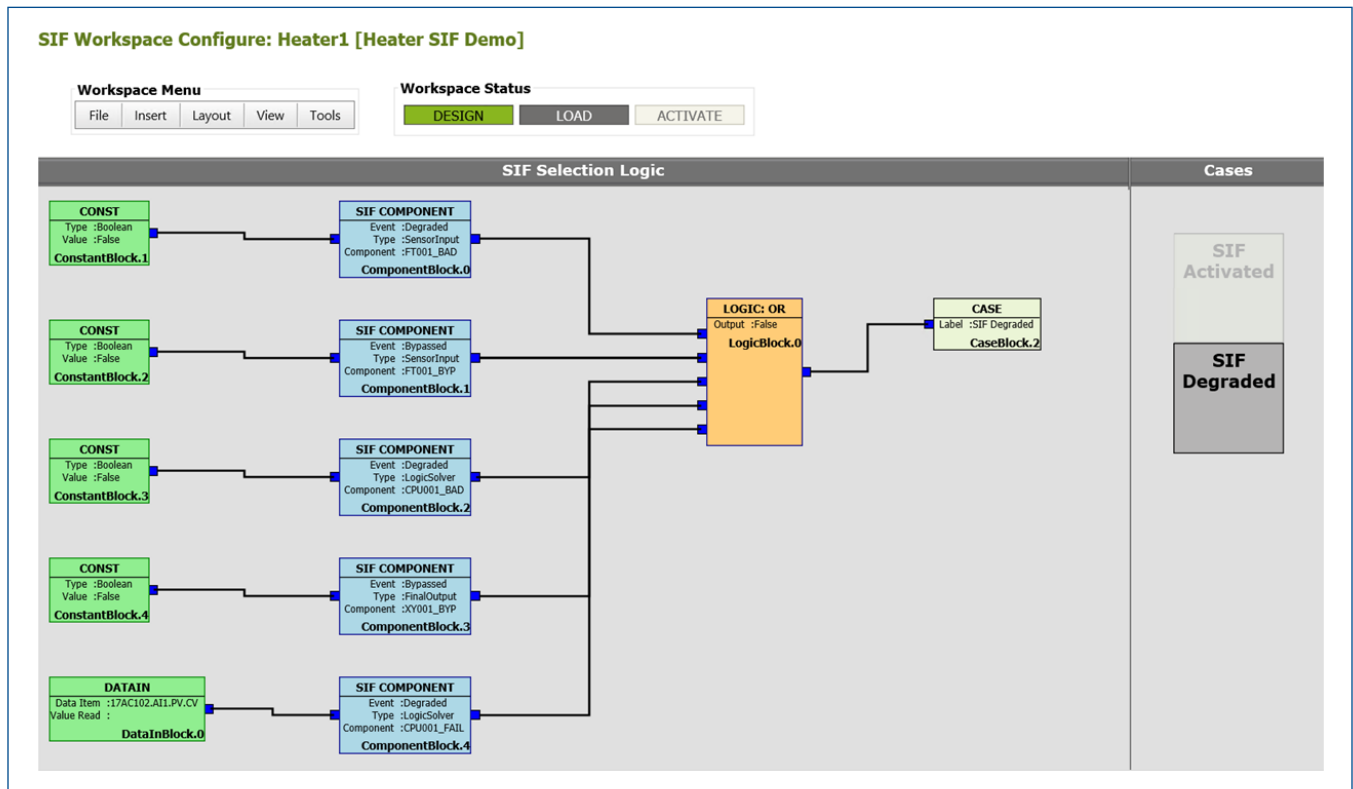 SIF Workspace Configure: Heater1 [Heater SIF Demo]
Workspace Menu
File Insert Layout View Tools
Workspace Status
DESIGN LOAD ACTIVATE
SIF Selection Logic
Cases
CONST
Type :Boolean
Value :False
ConstantBlock.1
SIF COMPONENT
Event :Degraded
Type :SensorInput
Component :FT001_BAD
ComponentBlock.0
CONST
Type :Boolean
Value :False
ConstantBlock.2
SIF COMPONENT
Event :Bypassed
Type :SensorInput
Component :FT001_BYP
ComponentBlock.1
CONST
Type :Boolean
Value :False
ConstantBlock.3
SIF COMPONENT
Event :Degraded
Type :LogicSolver
Component :CPU001_BAD
ComponentBlock.2
CONST
Type :Boolean
Value :False
ConstantBlock.4
SIF COMPONENT
Event :Bypassed
Type :FinalOutput
Component :XY001_BYP
ComponentBlock.3
DATAIN
Data Item :17AC102.AI1.PV.CV
Value Read :
DataInBlock.0
SIF COMPONENT
Event :Degraded
Type :LogicSolver
Component :CPU001_FAIL
ComponentBlock.4
LOGIC: OR
Output :False
LogicBlock.0
CASE
Label :SIF Degraded
CaseBlock.2
SIF
Activated
SIF
Degraded